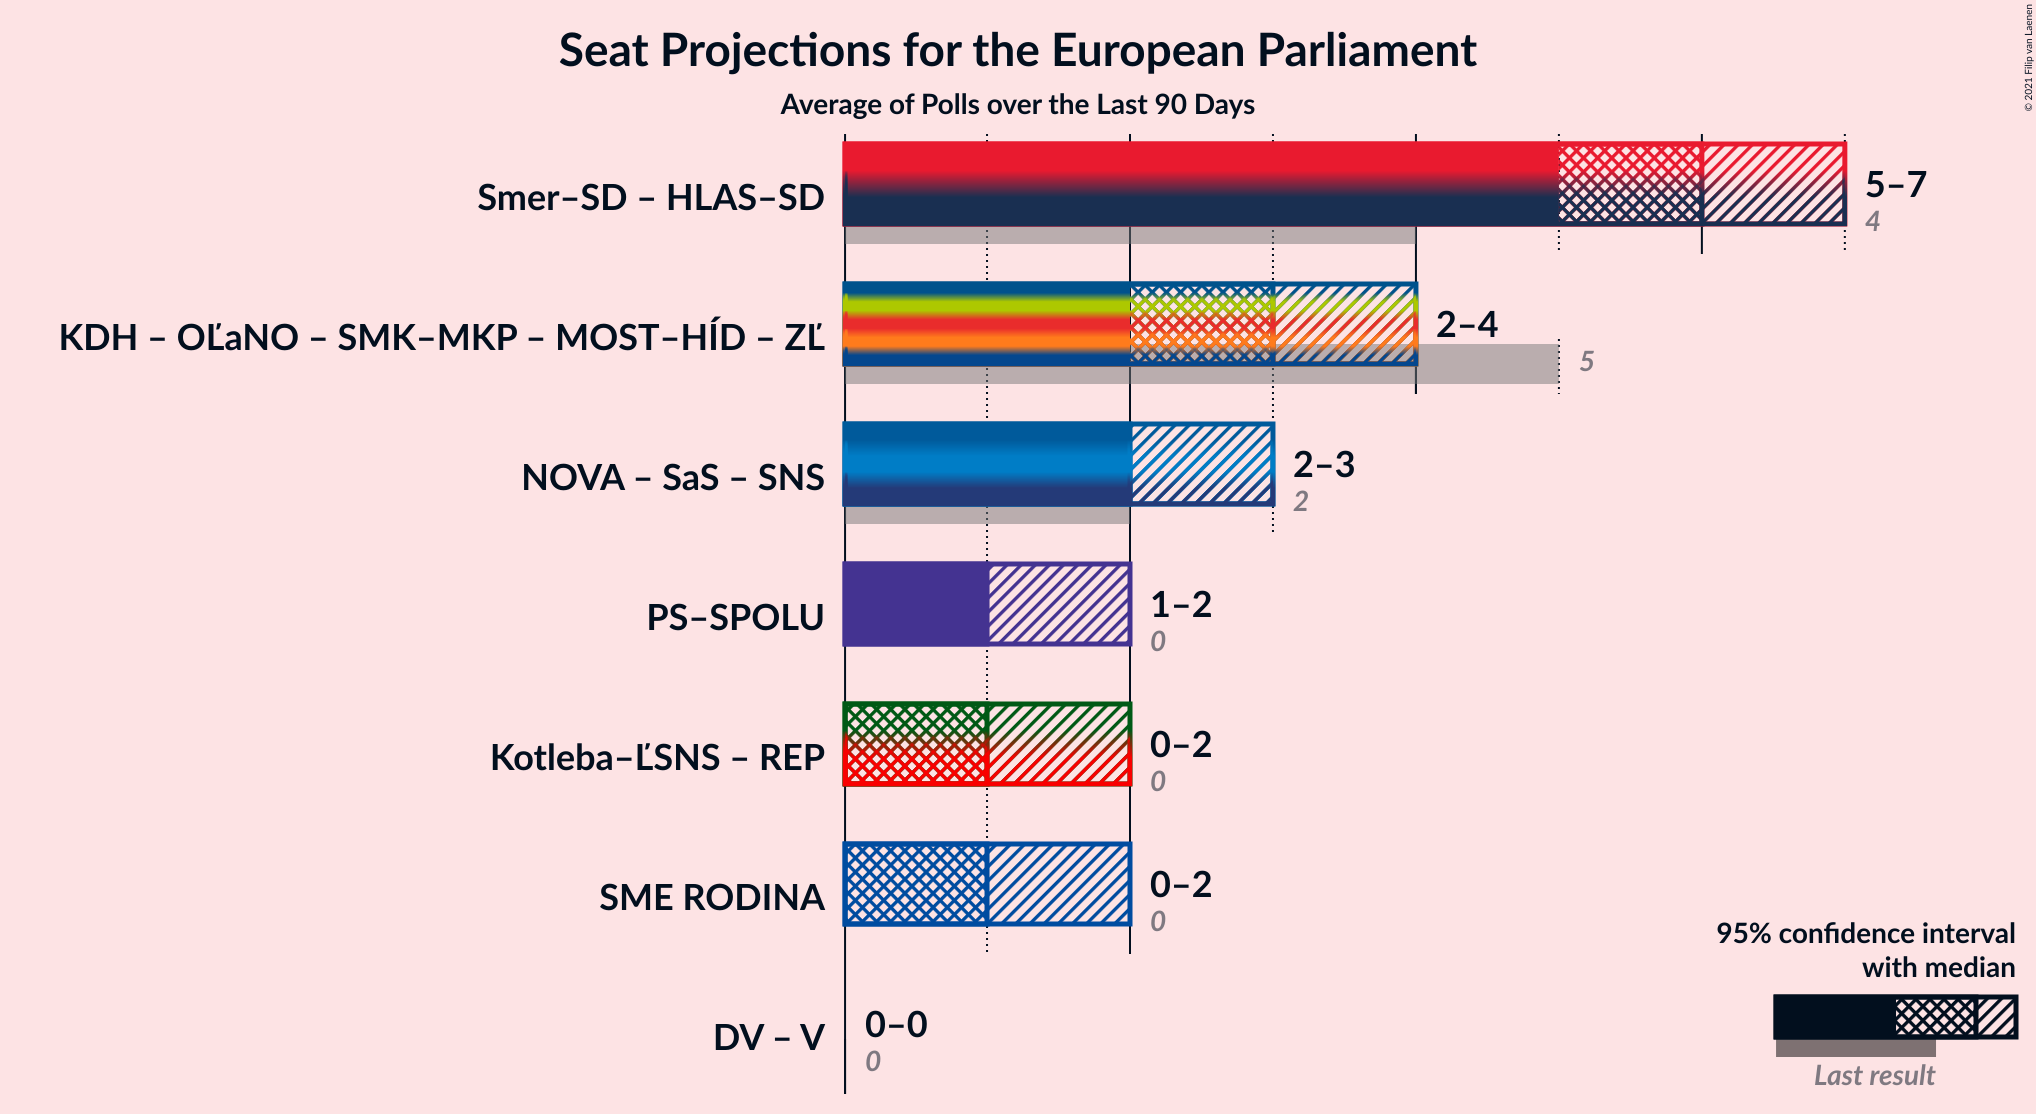 Seat Projections for the European Parliament
Average of Polls over the Last 90 Days
© 2021 Filip van Laenen
Smer–SD – HLAS–SD
5–7
4
KDH – OĽaNO – SMK–MKP – MOST–HÍD – ZĽ
2–4
5
NOVA – SaS – SNS
2–3
2
PS–SPOLU
1–2
0
Kotleba–ĽSNS – REP
0–2
0
SME RODINA
0–2
0
DV – V
0–0
0
95% confidence interval
with median
Last result